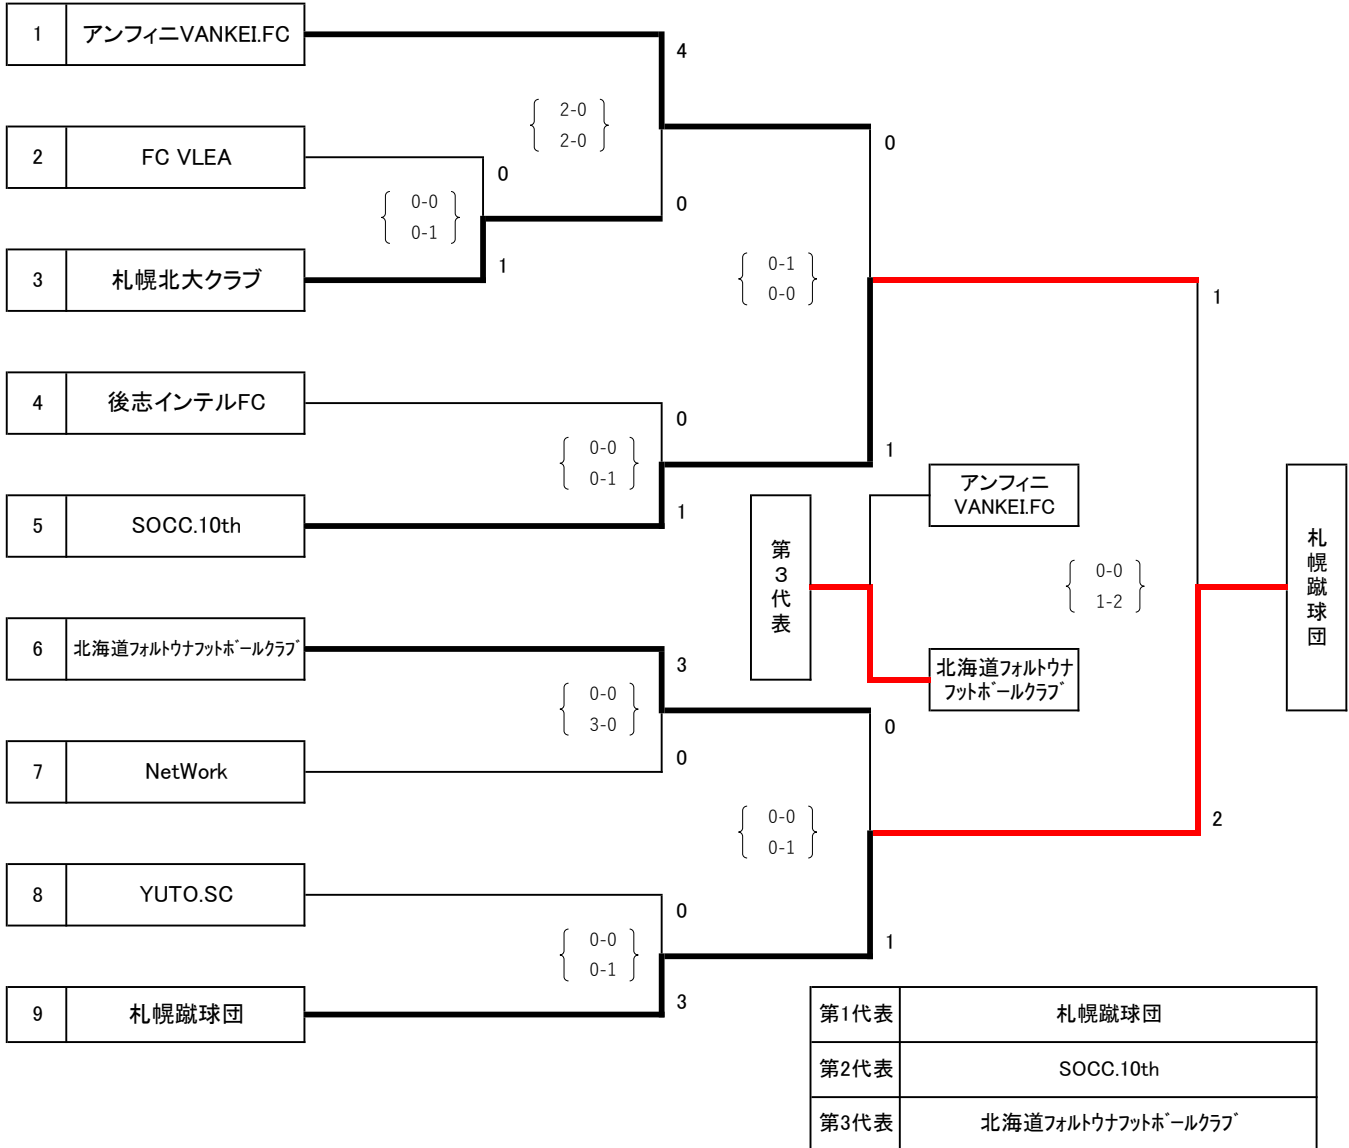 1 アンフィニVANKEI.FC
4
2-0
2-0
0
2 FC VLEA
0
0-0
0-1
0
3 札幌北大クラブ
1
0-1
0-0
1
4 後志インテルFC
0
0-0
0-1
1
5 SOCC.10th
1
アンフィニ
VANKEI.FC
第3代表
0-0
1-2
札幌蹴球団
6 北海道フォルトウナフットボールクラブ
3
北海道フォルトウナ
フットボールクラブ
0-0
3-0
0
7 NetWork
0
0-0
0-1
2
8 YUTO.SC
0
0-0
0-1
1
9 札幌蹴球団
3
第1代表 札幌蹴球団
第2代表 SOCC.10th
第3代表 北海道フォルトウナフットボールクラブ